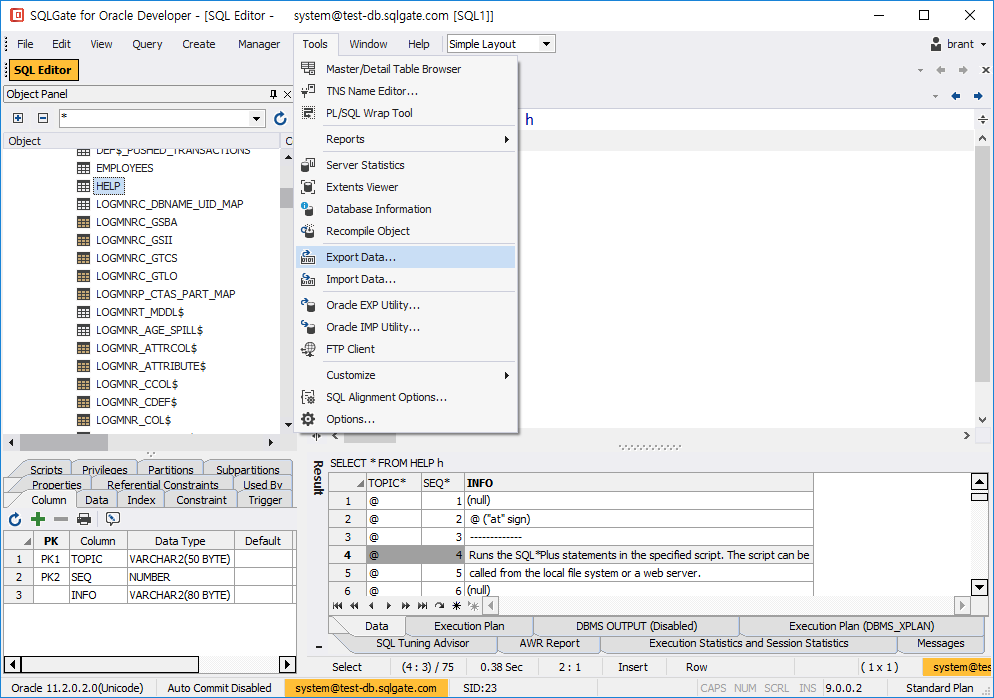 SQLGate for Oracle Developer - [SQL Editor - system@test-db.sqlgate.com [SQL1]]
File Edit View Query Create Manager Tools Window Help Simple Layout brant
SQL Editor
Object Panel
*
Object
DEF$_PUSHED_TRANSACTIONS
EMPLOYEES
HELP
LOGMNRC_DBNAME_UID_MAP
LOGMNRC_GSBA
LOGMNRC_GSII
LOGMNRC_GTCS
LOGMNRC_GTLO
LOGMNRP_CTAS_PART_MAP
LOGMNRT_MDDL$
LOGMNR_AGE_SPILL$
LOGMNR_ATTRCOL$
LOGMNR_ATTRIBUTE$
LOGMNR_CCOL$
LOGMNR_CDEF$
LOGMNR_COL$
Master/Detail Table Browser
TNS Name Editor...
PL/SQL Wrap Tool
Reports
Server Statistics
Extents Viewer
Database Information
Recompile Object
Export Data...
Import Data...
Oracle EXP Utility...
Oracle IMP Utility...
FTP Client
Customize
SQL Alignment Options...
Options...
h
Scripts Privileges Partitions Subpartitions
Properties Referential Constraints Used By
Column Data Index Constraint Trigger
PK Column Data Type Default
1 PK1 TOPIC VARCHAR2(50 BYTE)
2 PK2 SEQ NUMBER
3 INFO VARCHAR2(80 BYTE)
Result
SELECT * FROM HELP h
TOPIC* SEQ* INFO
1 @ 1 (null)
2 @ 2 @ ("at" sign)
3 @ 3 -------------
4 @ 4 Runs the SQL*Plus statements in the specified script. The script can be
5 @ 5 called from the local file system or a web server.
6 @ 6 (null)
Data Execution Plan DBMS OUTPUT (Disabled) Execution Plan (DBMS_XPLAN)
SQL Tuning Advisor AWR Report Execution Statistics and Session Statistics Messages
Select (4 : 3) / 75 0.38 Sec 2 : 1 Insert Row ( 1 x 1 ) system@tes
Oracle 11.2.0.2.0(Unicode) Auto Commit Disabled system@test-db.sqlgate.com SID:23 CAPS NUM SCRL INS 9.0.0.2 Standard Plan